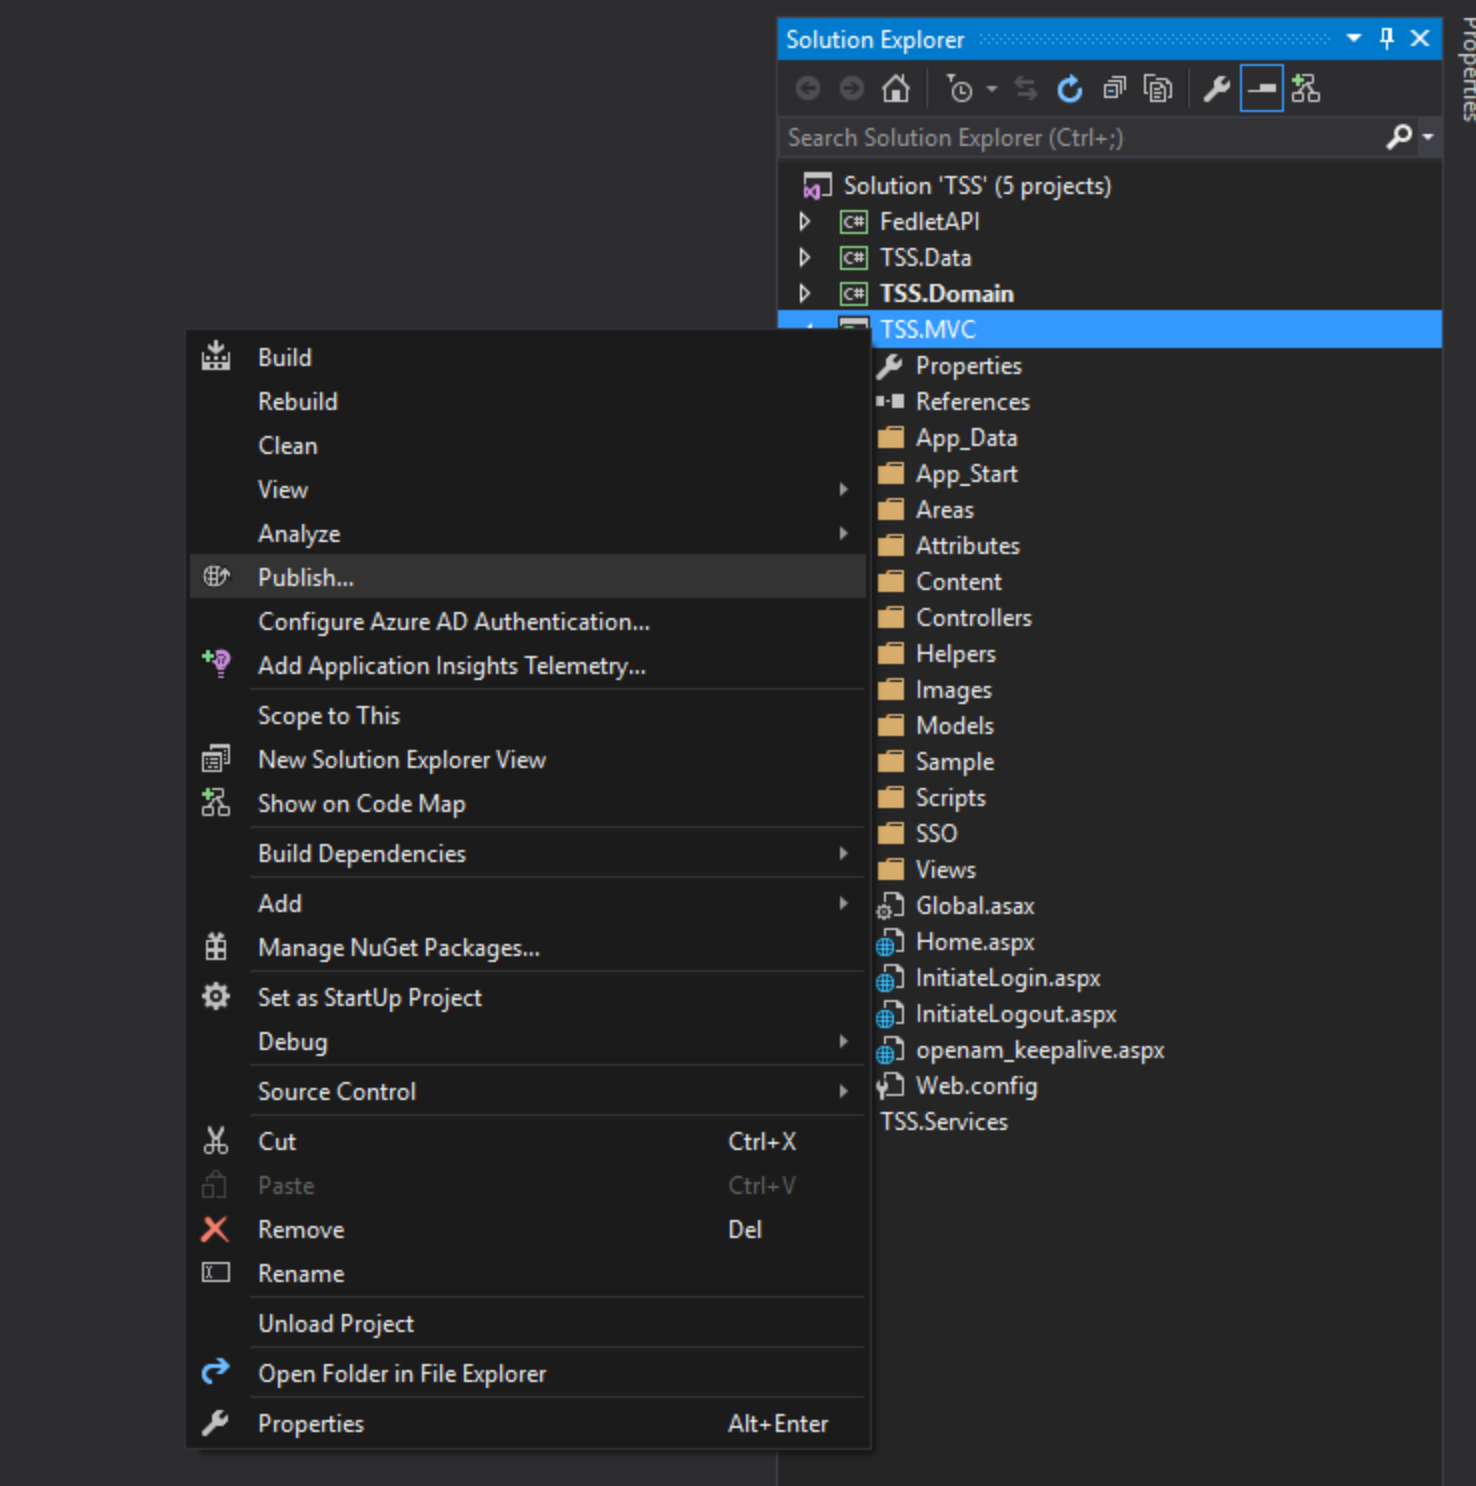 Solution Explorer
Properties
Search Solution Explorer (Ctrl+;)
Solution 'TSS' (5 projects)
C# FedletAPI
C# TSS.Data
C# TSS.Domain
TSS.MVC
Properties
References
App_Data
App_Start
Areas
Attributes
Content
Controllers
Helpers
Images
Models
Sample
Scripts
SSO
Views
Global.asax
Home.aspx
InitiateLogin.aspx
InitiateLogout.aspx
openam_keepalive.aspx
Web.config
TSS.Services
Build
Rebuild
Clean
View
Analyze
Publish...
Configure Azure AD Authentication...
Add Application Insights Telemetry...
Scope to This
New Solution Explorer View
Show on Code Map
Build Dependencies
Add
Manage NuGet Packages...
Set as StartUp Project
Debug
Source Control
Cut Ctrl+X
Paste Ctrl+V
Remove Del
Rename
Unload Project
Open Folder in File Explorer
Properties Alt+Enter